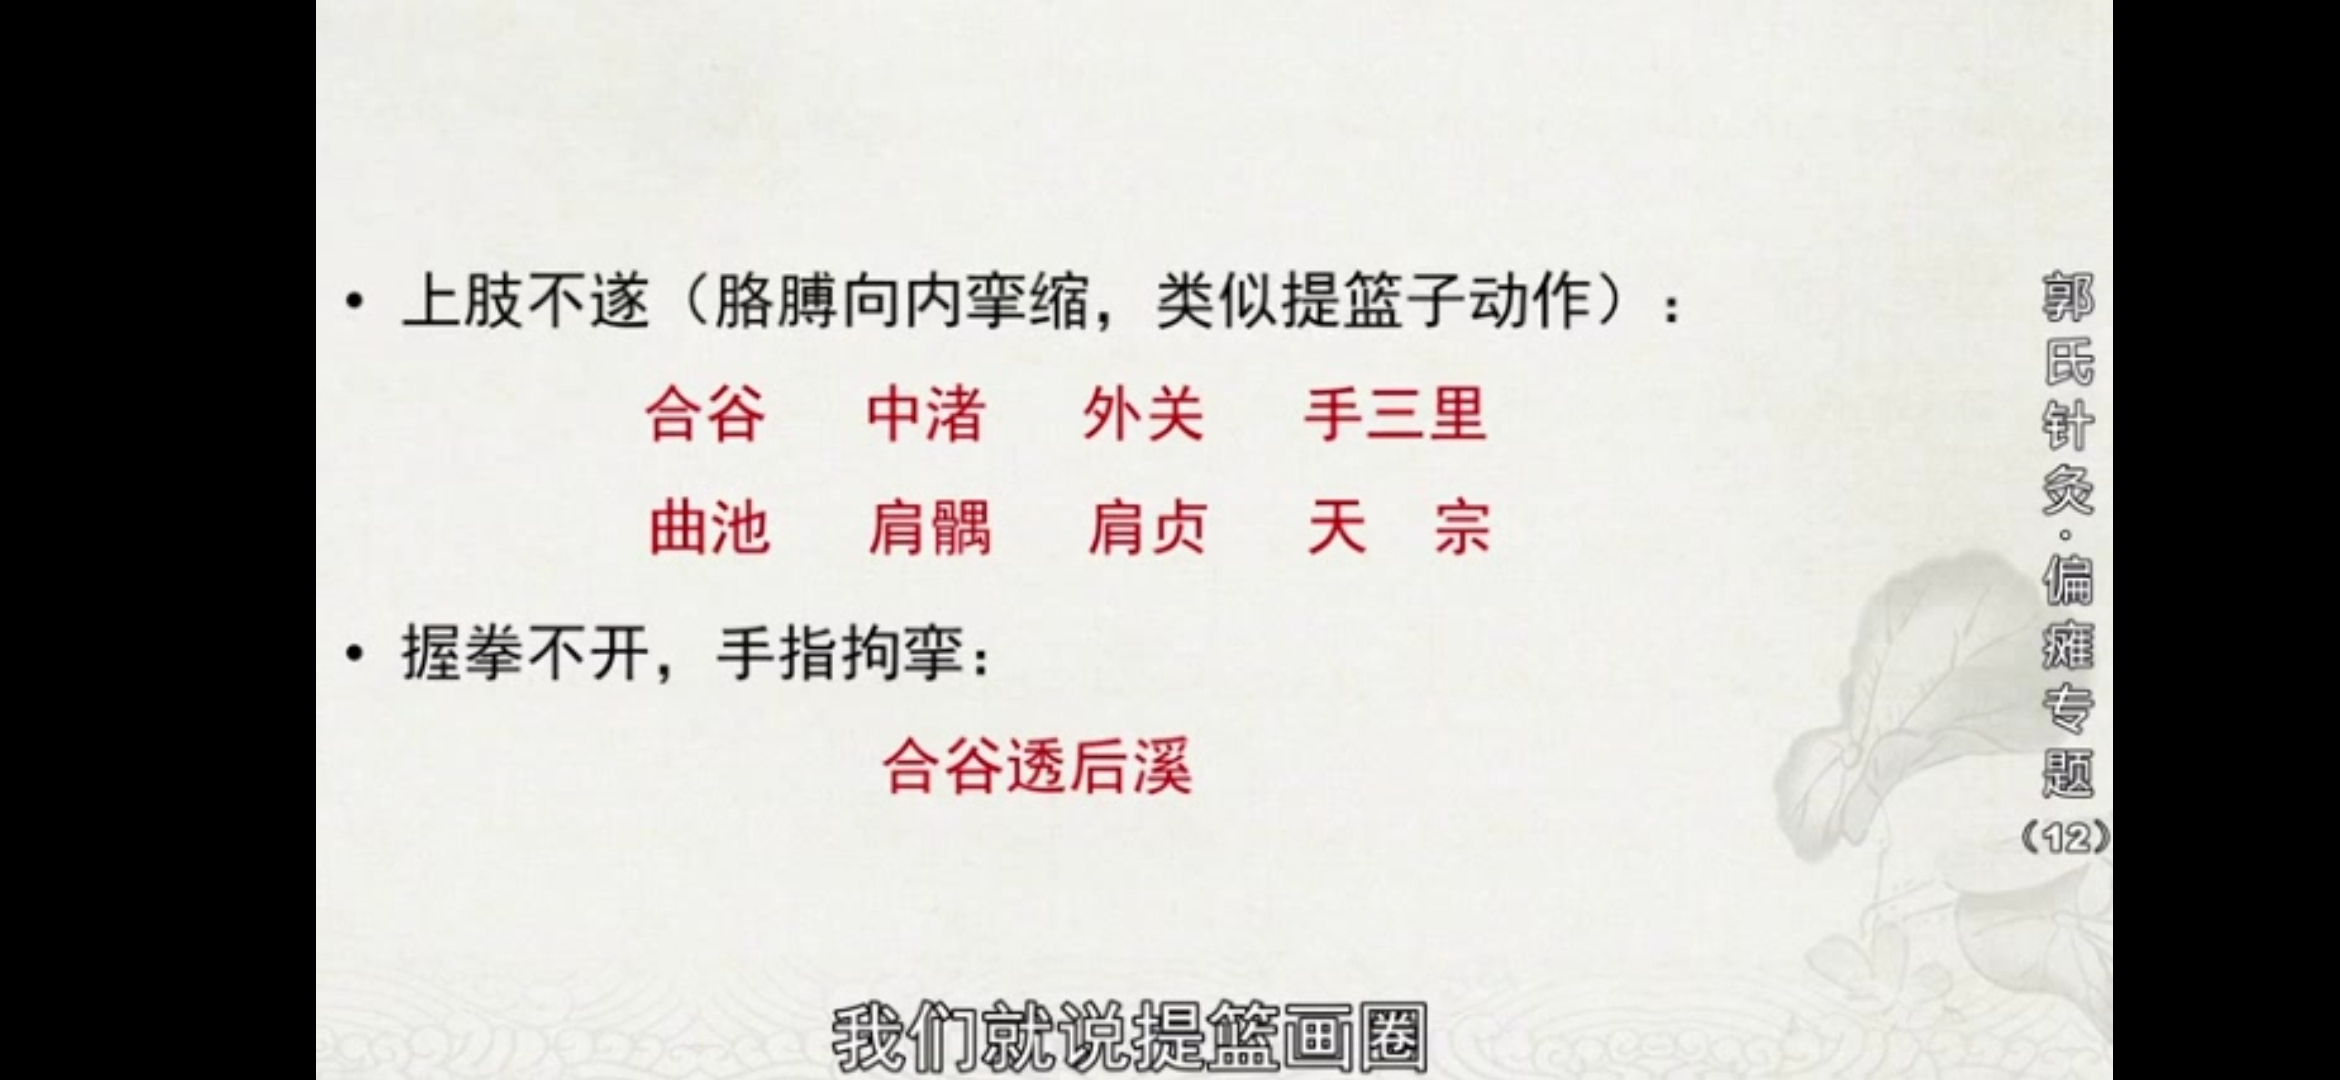 • 上肢不遂（胳膊向内挛缩，类似提篮子动作）：
合谷 中渚 外关 手三里
曲池 肩髃 肩贞 天 宗
• 握拳不开，手指拘挛：
合谷透后溪
郭氏针灸·偏瘫专题（12）
我们就说提篮画圈